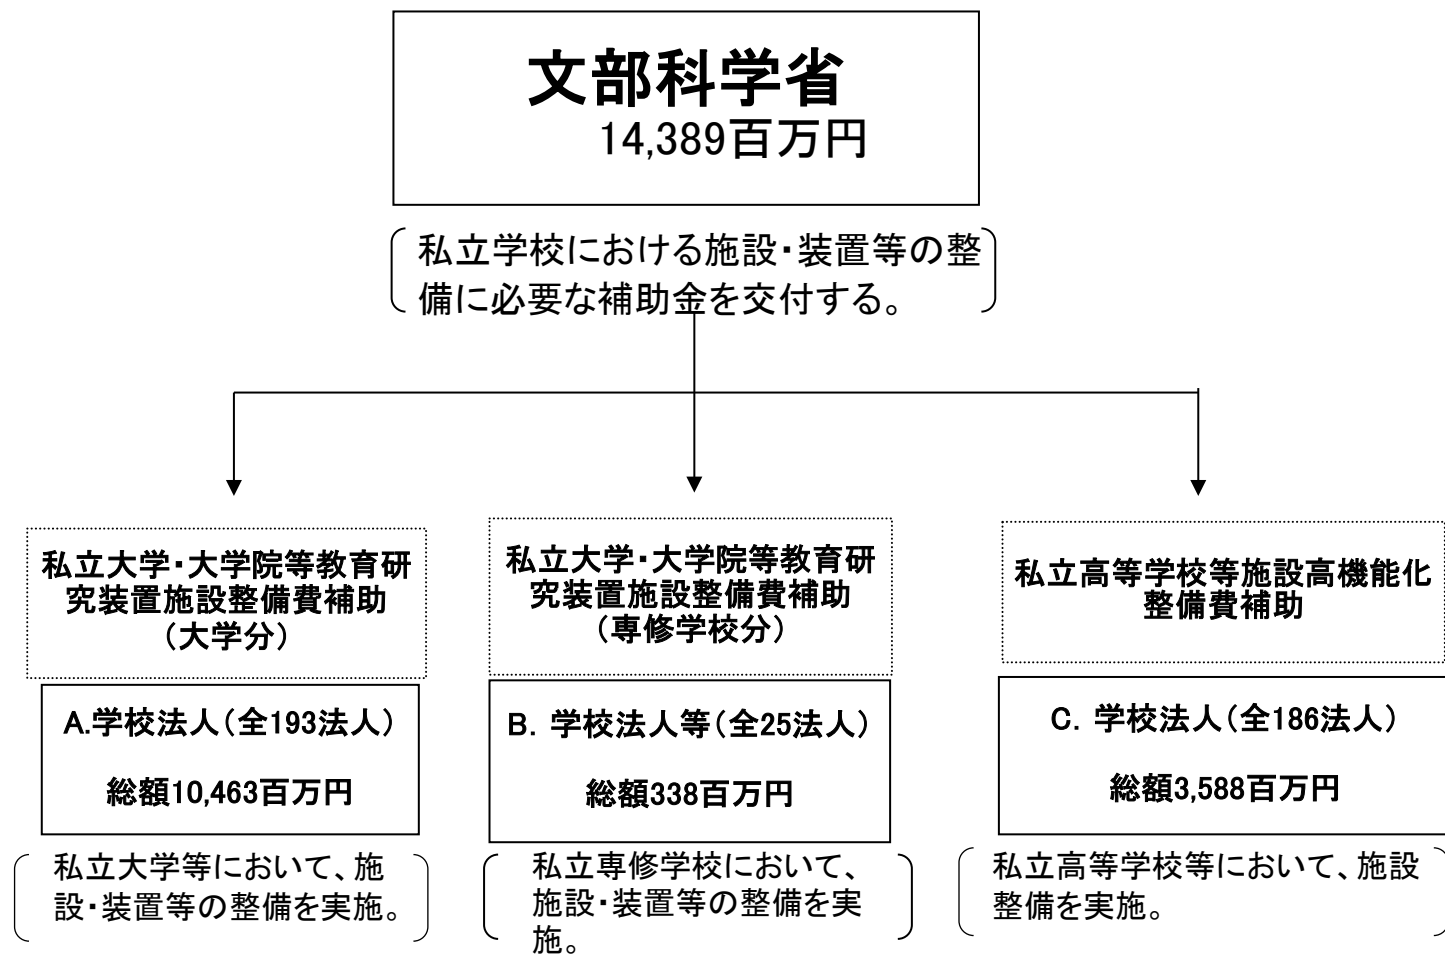 文部科学省
14,389百万円
私立学校における施設・装置等の整
備に必要な補助金を交付する。
私立大学・大学院等教育研
究装置施設整備費補助
（大学分）
A.学校法人（全193法人）
総額10,463百万円
私立大学等において、施
設・装置等の整備を実施。
私立大学・大学院等教育研
究装置施設整備費補助
（専修学校分）
B. 学校法人等（全25法人）
総額338百万円
私立専修学校において、
施設・装置等の整備を実
施。
私立高等学校等施設高機能化
整備費補助
C. 学校法人（全186法人）
総額3,588百万円
私立高等学校等において、施設
整備を実施。